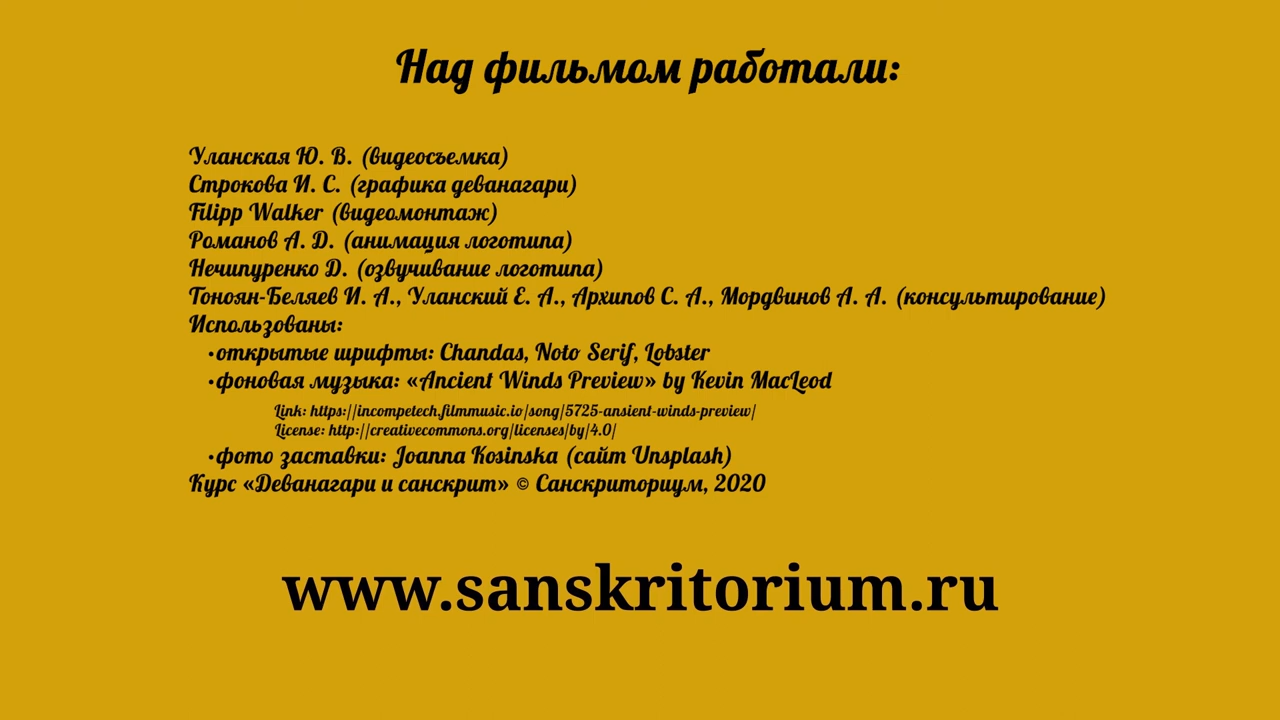 Над фильмом работали:
Уланская Ю. В. (видеосъемка)
Строкова И. С. (графика деванагари)
Filipp Walker (видеомонтаж)
Романов А. Д. (анимация логотипа)
Нечипуренко Д. (озвучивание логотипа)
Тоноян-Беляев И. А., Уланский Е. А., Архипов С. А., Мордвинов А. А. (консультирование)
Использованы:
•открытые шрифты: Chandas, Noto Serif, Lobster
•фоновая музыка: «Ancient Winds Preview» by Kevin MacLeod
Link: https://incompetech.filmmusic.io/song/5725-ansient-winds-preview/
License: http://creativecommons.org/licenses/by/4.0/
•фото заставки: Joanna Kosinska (сайт Unsplash)
Курс «Деванагари и санскрит» © Санскриториум, 2020
www.sanskritorium.ru